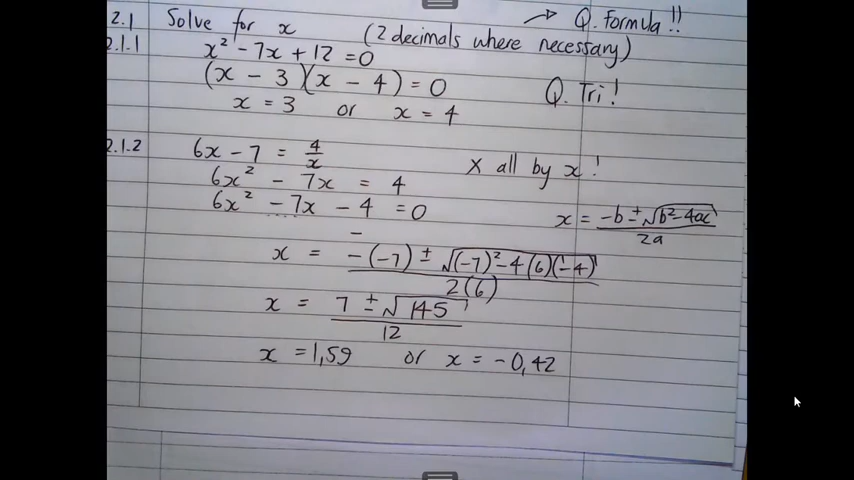 2.1 Solve for x → Q. Formula !!
(2 decimals where necessary)
2.1.1 x² - 7x + 12 = 0
(x - 3)(x - 4) = 0 Q. Tri !
x = 3 or x = 4
2.1.2 6x - 7 = 4/x X all by x !
6x² - 7x = 4
6x² - 7x - 4 = 0 x = (-b ± √(b² - 4ac))/2a
x = (-(-7) ± √((-7)² - 4(6)(-4)))/2(6)
x = (7 ± √145)/12
x = 1,59 or x = -0,42